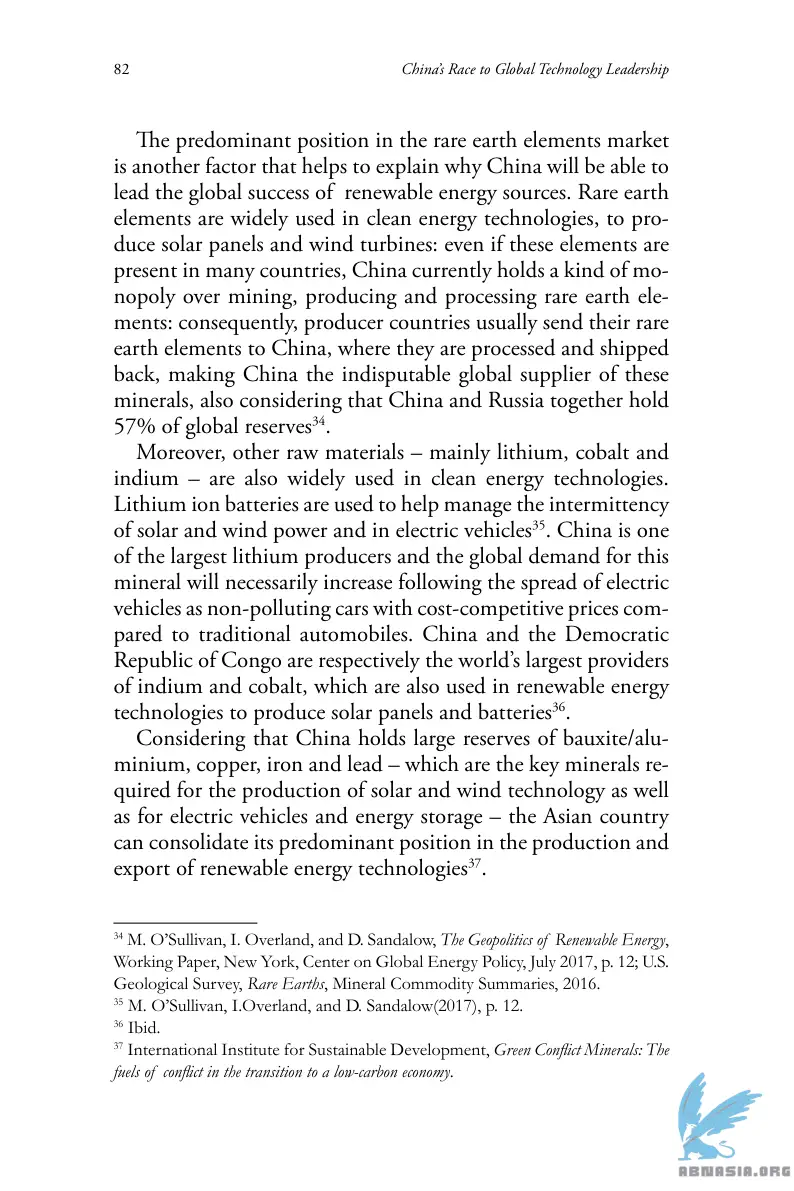 82 China's Race to Global Technology Leadership
The predominant position in the rare earth elements market
is another factor that helps to explain why China will be able to
lead the global success of renewable energy sources. Rare earth
elements are widely used in clean energy technologies, to pro-
duce solar panels and wind turbines: even if these elements are
present in many countries, China currently holds a kind of mo-
nopoly over mining, producing and processing rare earth ele-
ments: consequently, producer countries usually send their rare
earth elements to China, where they are processed and shipped
back, making China the indisputable global supplier of these
minerals, also considering that China and Russia together hold
57% of global reserves³⁴.
Moreover, other raw materials – mainly lithium, cobalt and
indium – are also widely used in clean energy technologies.
Lithium ion batteries are used to help manage the intermittency
of solar and wind power and in electric vehicles³⁵. China is one
of the largest lithium producers and the global demand for this
mineral will necessarily increase following the spread of electric
vehicles as non-polluting cars with cost-competitive prices com-
pared to traditional automobiles. China and the Democratic
Republic of Congo are respectively the world's largest providers
of indium and cobalt, which are also used in renewable energy
technologies to produce solar panels and batteries³⁶.
Considering that China holds large reserves of bauxite/alu-
minium, copper, iron and lead – which are the key minerals re-
quired for the production of solar and wind technology as well
as for electric vehicles and energy storage – the Asian country
can consolidate its predominant position in the production and
export of renewable energy technologies³⁷.
³⁴ M. O'Sullivan, I. Overland, and D. Sandalow, The Geopolitics of Renewable Energy,
Working Paper, New York, Center on Global Energy Policy, July 2017, p. 12; U.S.
Geological Survey, Rare Earths, Mineral Commodity Summaries, 2016.
³⁵ M. O'Sullivan, I.Overland, and D. Sandalow(2017), p. 12.
³⁶ Ibid.
³⁷ International Institute for Sustainable Development, Green Conflict Minerals: The
fuels of conflict in the transition to a low-carbon economy.
ABNASIA.ORG